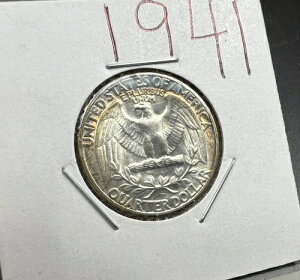 1941
UNITED STATES OF AMERICA
E PLURIBUS
UNUM
QUARTER DOLLAR